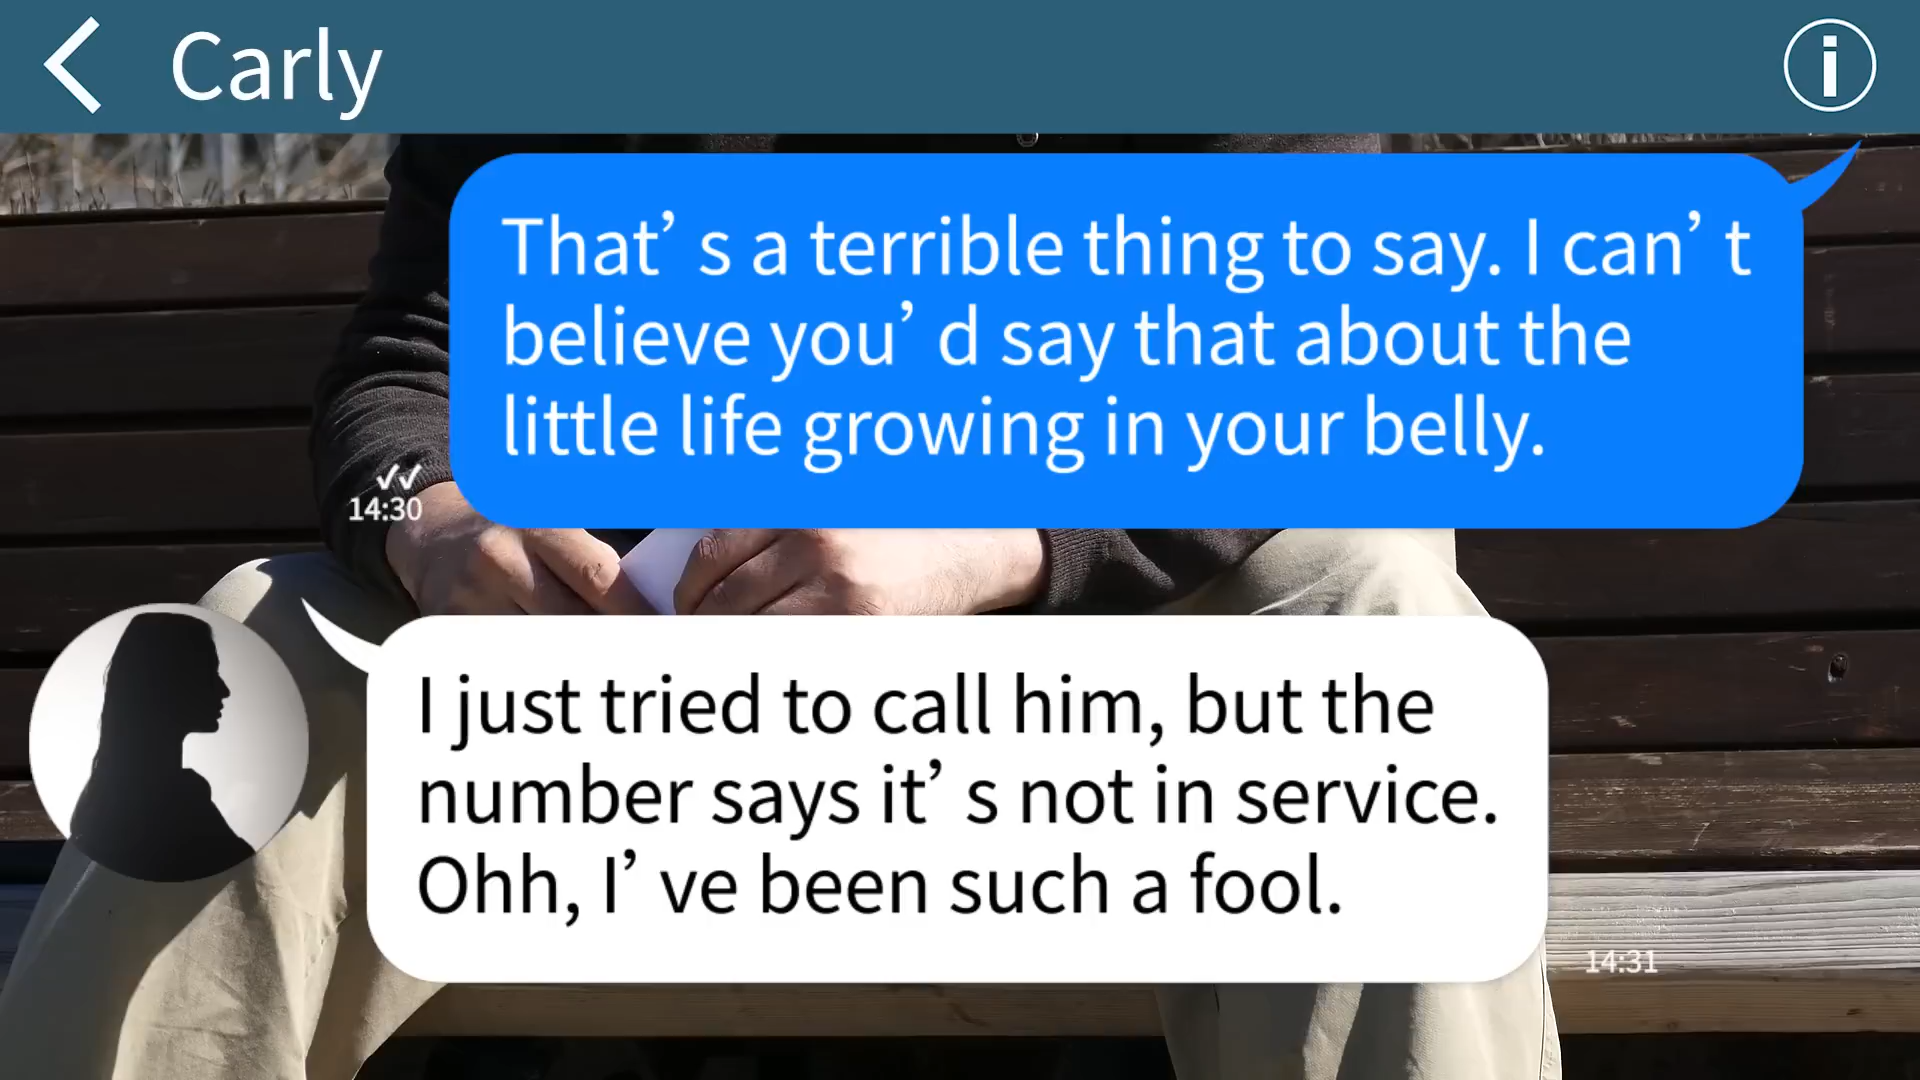 Carly
That’s a terrible thing to say. I can’t
believe you’d say that about the
little life growing in your belly.
14:30
I just tried to call him, but the
number says it’s not in service.
Ohh, I’ve been such a fool.
14:31